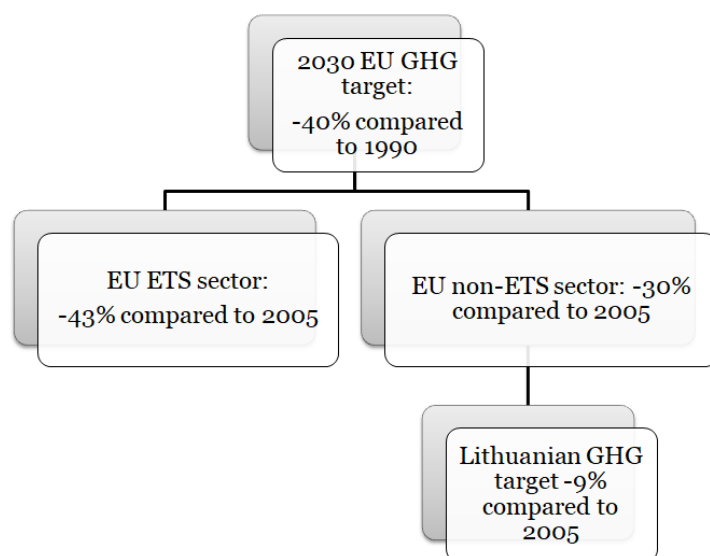 2030 EU GHG
target:
-40% compared
to 1990
EU ETS sector:
-43% compared to 2005
EU non-ETS sector: -30%
compared to 2005
Lithuanian GHG
target -9%
compared to
2005